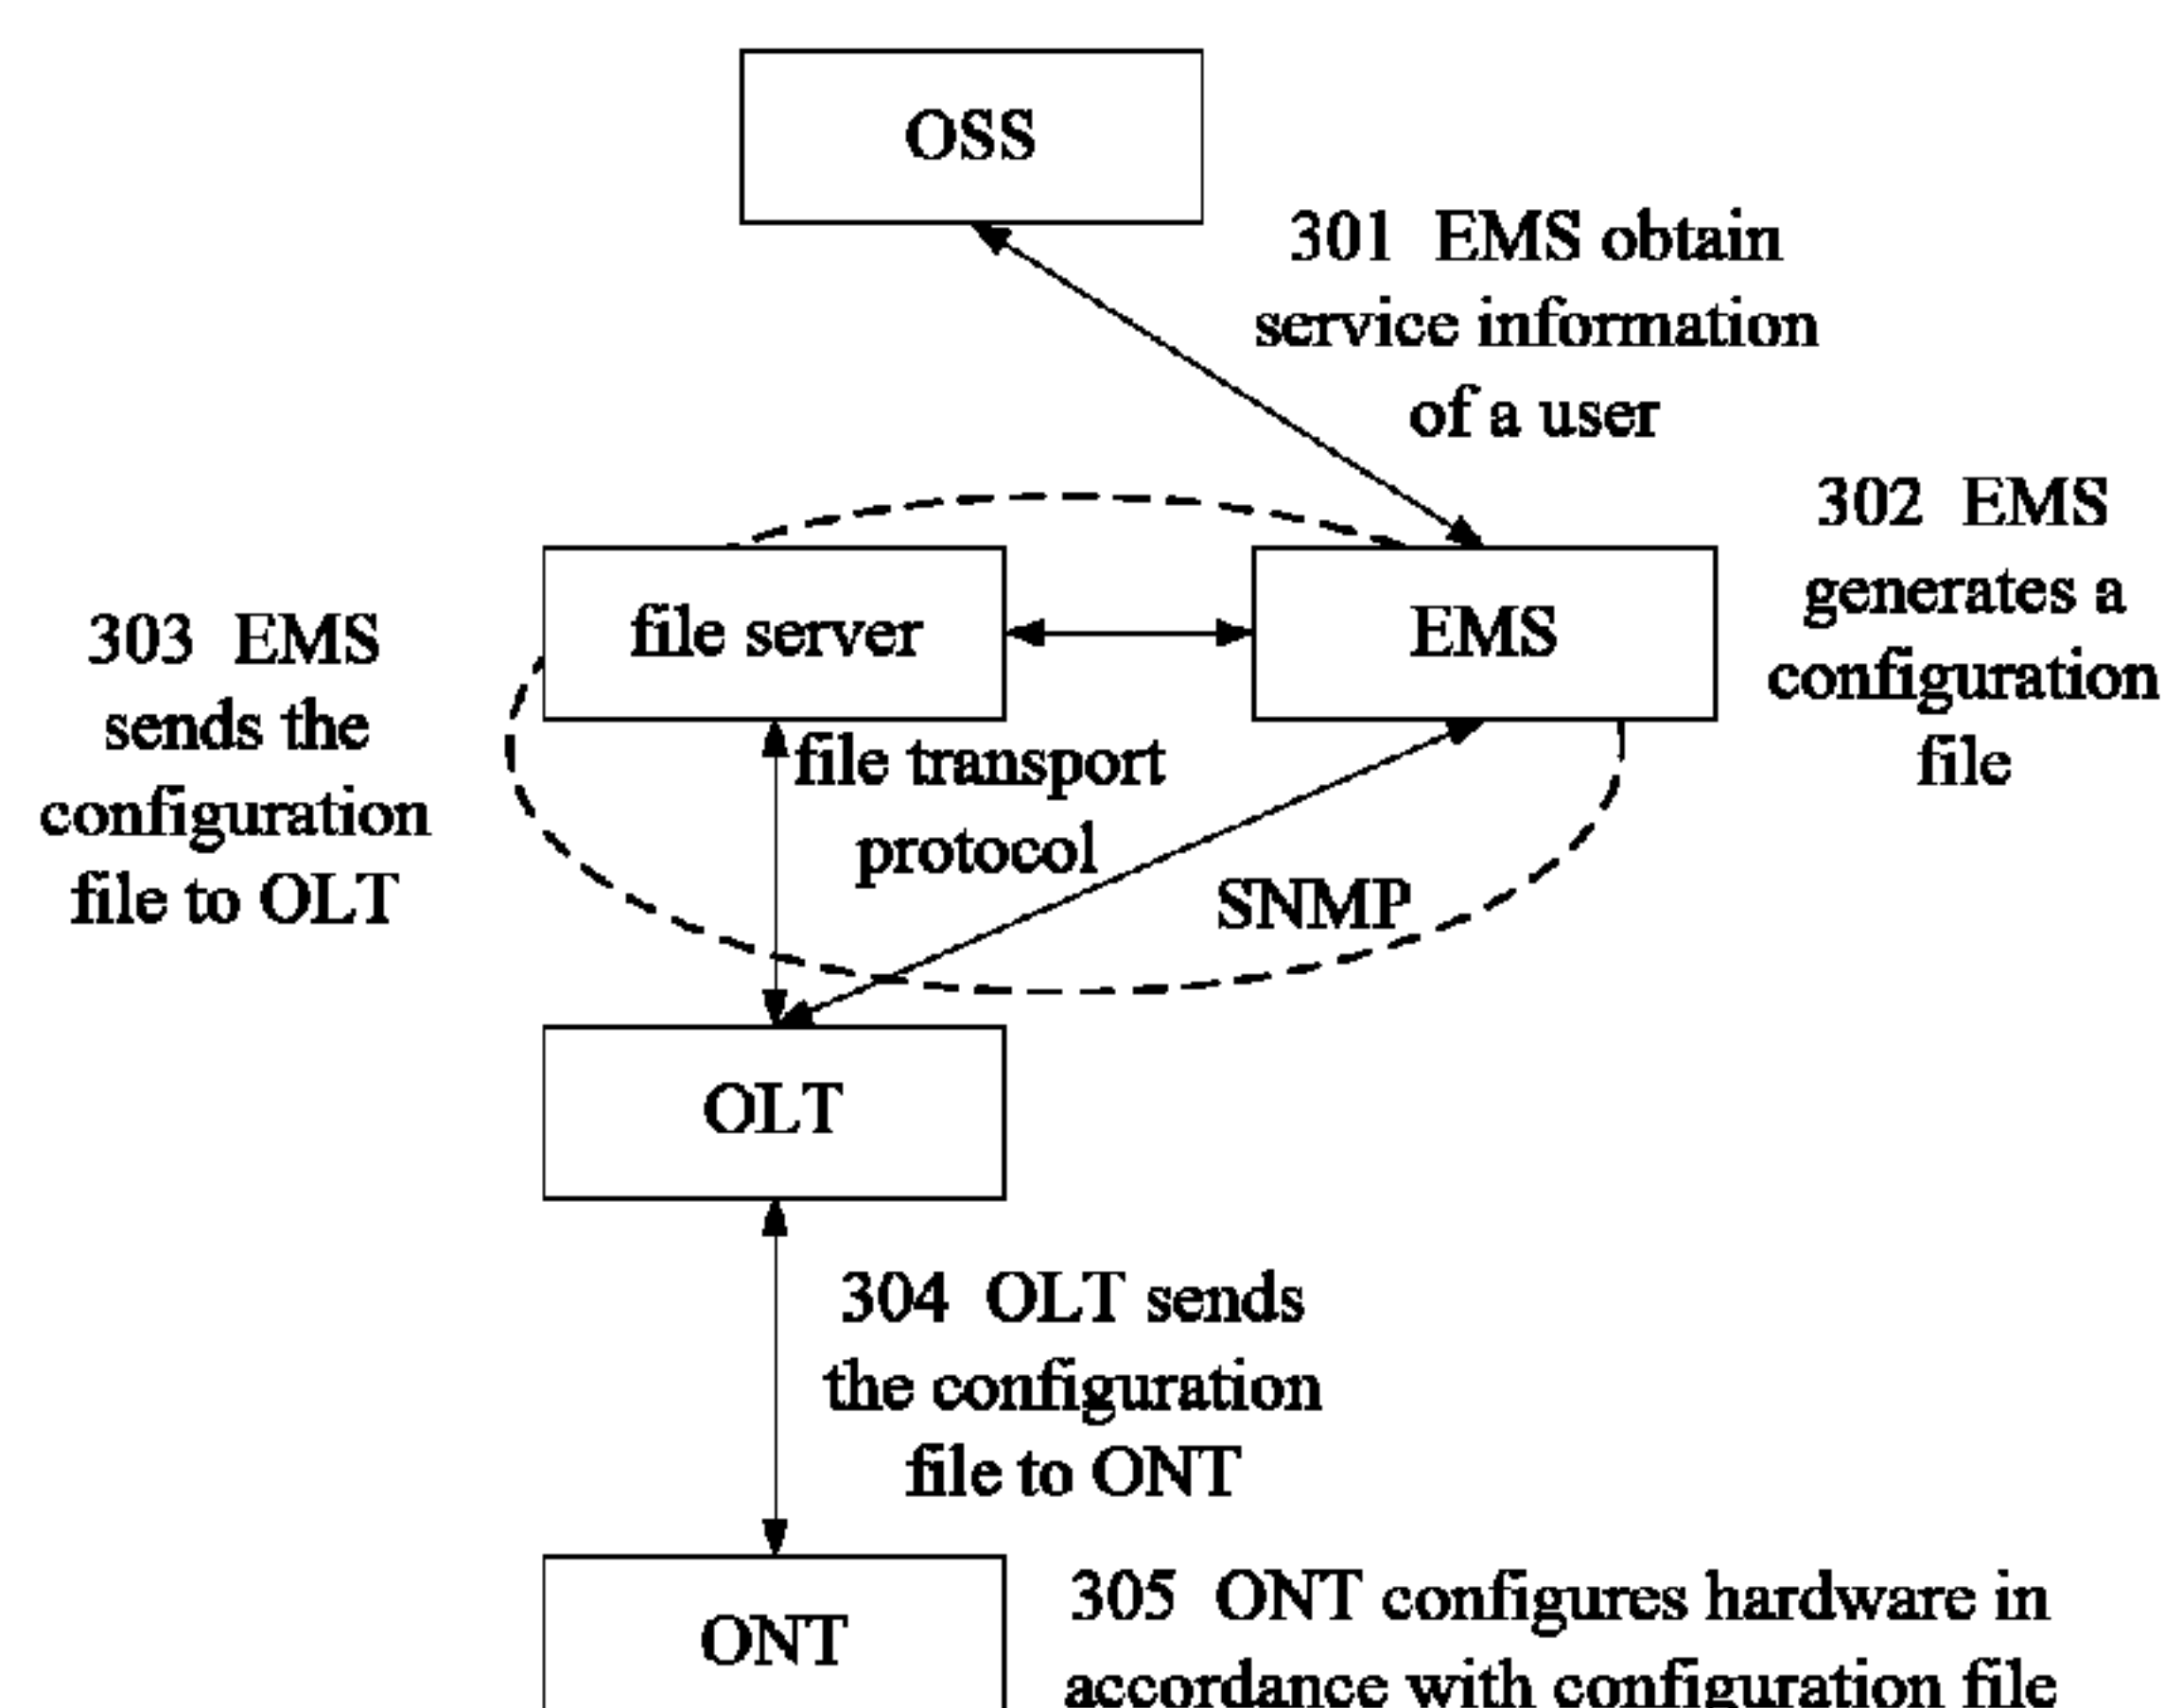 OSS
301 EMS obtain
service information
of a user
302 EMS
generates a
configuration
file
file server
EMS
303 EMS
sends the
configuration
file to OLT
file transport
protocol
SNMP
OLT
304 OLT sends
the configuration
file to ONT
ONT
305 ONT configures hardware in
accordance with configuration file